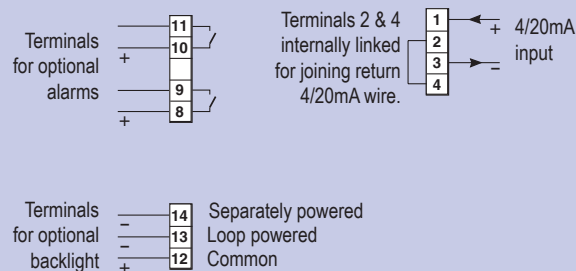 Terminals
for optional
alarms
11
10
+
9
8
+
Terminals 2 & 4
internally linked
for joining return
4/20mA wire.
1
2
3
4
+
–
4/20mA
input
Terminals
for optional
backlight
–
–
+
14
13
12
Separately powered
Loop powered
Common